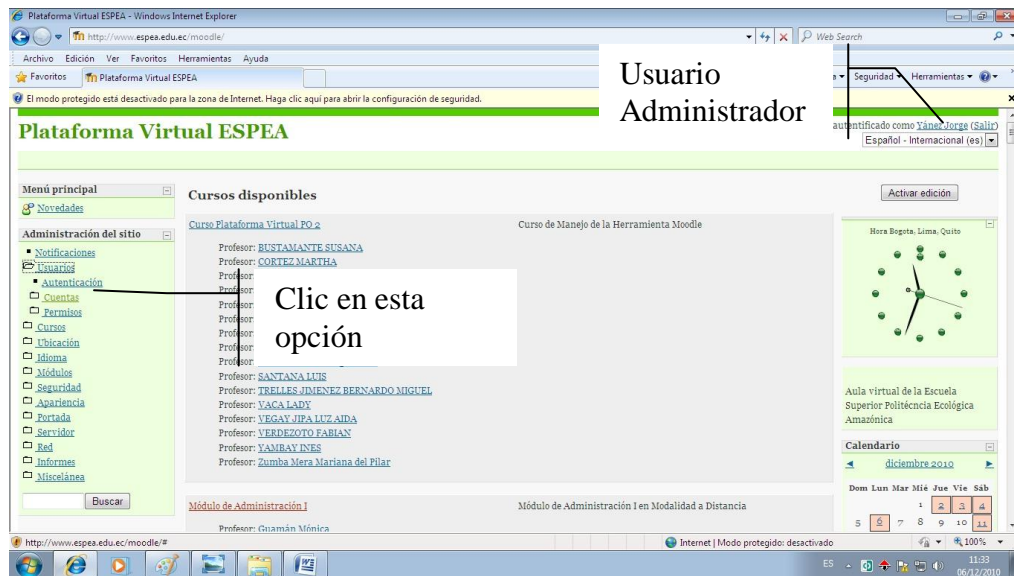 Plataforma Virtual ESPEA - Windows Internet Explorer
http://www.espea.edu.ec/moodle/
Web Search
Archivo Edición Ver Favoritos Herramientas Ayuda
Favoritos Plataforma Virtual ESPEA
Seguridad Herramientas
El modo protegido está desactivado para la zona de Internet. Haga clic aquí para abrir la configuración de seguridad.
Usuario
Administrador
Plataforma Virtual ESPEA
autentificado como Yánez Jorge (Salir)
Español - Internacional (es)
Menú principal
Novedades
Administración del sitio
Notificaciones
Usuarios
Autenticación
Cuentas
Permisos
Cursos
Ubicación
Idioma
Módulos
Seguridad
Apariencia
Portada
Servidor
Red
Informes
Miscelánea
Buscar
Cursos disponibles
Activar edición
Curso Plataforma Virtual PO 2
Curso de Manejo de la Herramienta Moodle
Profesor: BUSTAMANTE SUSANA
Profesor: CORTEZ MARTHA
Clic en esta
opción
Profesor: SANTANA LUIS
Profesor: TRELLES JIMENEZ BERNARDO MIGUEL
Profesor: VACA LADY
Profesor: VEGAY JIPA LUZ AIDA
Profesor: VERDEZOTO FABIAN
Profesor: YAMBAY INES
Profesor: Zumba Mera Mariana del Pilar
Módulo de Administración I
Módulo de Administración I en Modalidad a Distancia
Profesor: Guamán Mónica
Hora Bogota, Lima, Quito
Aula virtual de la Escuela
Superior Politécncia Ecológica
Amazónica
Calendario
diciembre 2010
Dom Lun Mar Mié Jue Vie Sáb
1 2 3 4
5 6 7 8 9 10 11
http://www.espea.edu.ec/moodle/#
Internet | Modo protegido: desactivado
100%
ES
11:33
06/12/2010